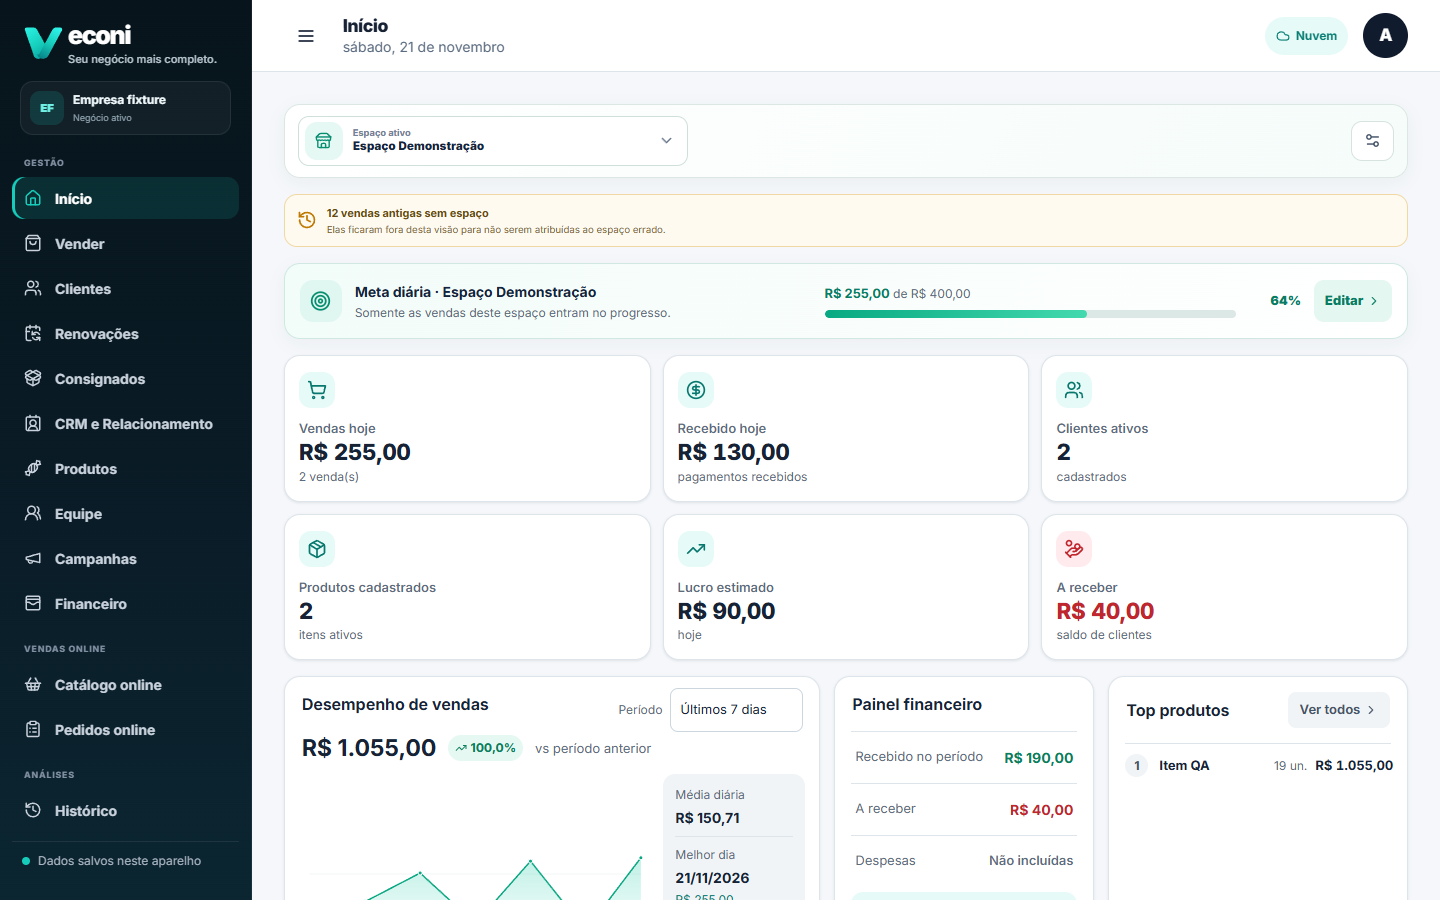 Veconi
Seu negócio mais completo.
EF
Empresa fixture
Negócio ativo
GESTÃO
Início
Vender
Clientes
Renovações
Consignados
CRM e Relacionamento
Produtos
Equipe
Campanhas
Financeiro
VENDAS ONLINE
Catálogo online
Pedidos online
ANÁLISES
Histórico
Dados salvos neste aparelho
Início
sábado, 21 de novembro
Nuvem
A
Espaço ativo
Espaço Demonstração
12 vendas antigas sem espaço
Elas ficaram fora desta visão para não serem atribuídas ao espaço errado.
Meta diária · Espaço Demonstração
Somente as vendas deste espaço entram no progresso.
R$ 255,00 de R$ 400,00
64%
Editar
Vendas hoje
R$ 255,00
2 venda(s)
Recebido hoje
R$ 130,00
pagamentos recebidos
Clientes ativos
2
cadastrados
Produtos cadastrados
2
itens ativos
Lucro estimado
R$ 90,00
hoje
A receber
R$ 40,00
saldo de clientes
Desempenho de vendas
Período
Últimos 7 dias
R$ 1.055,00
100,0%
vs período anterior
Média diária
R$ 150,71
Melhor dia
21/11/2026
R$ 255,00
Painel financeiro
Recebido no período R$ 190,00
A receber R$ 40,00
Despesas Não incluídas
Top produtos
Ver todos
1 Item QA 19 un. R$ 1.055,00